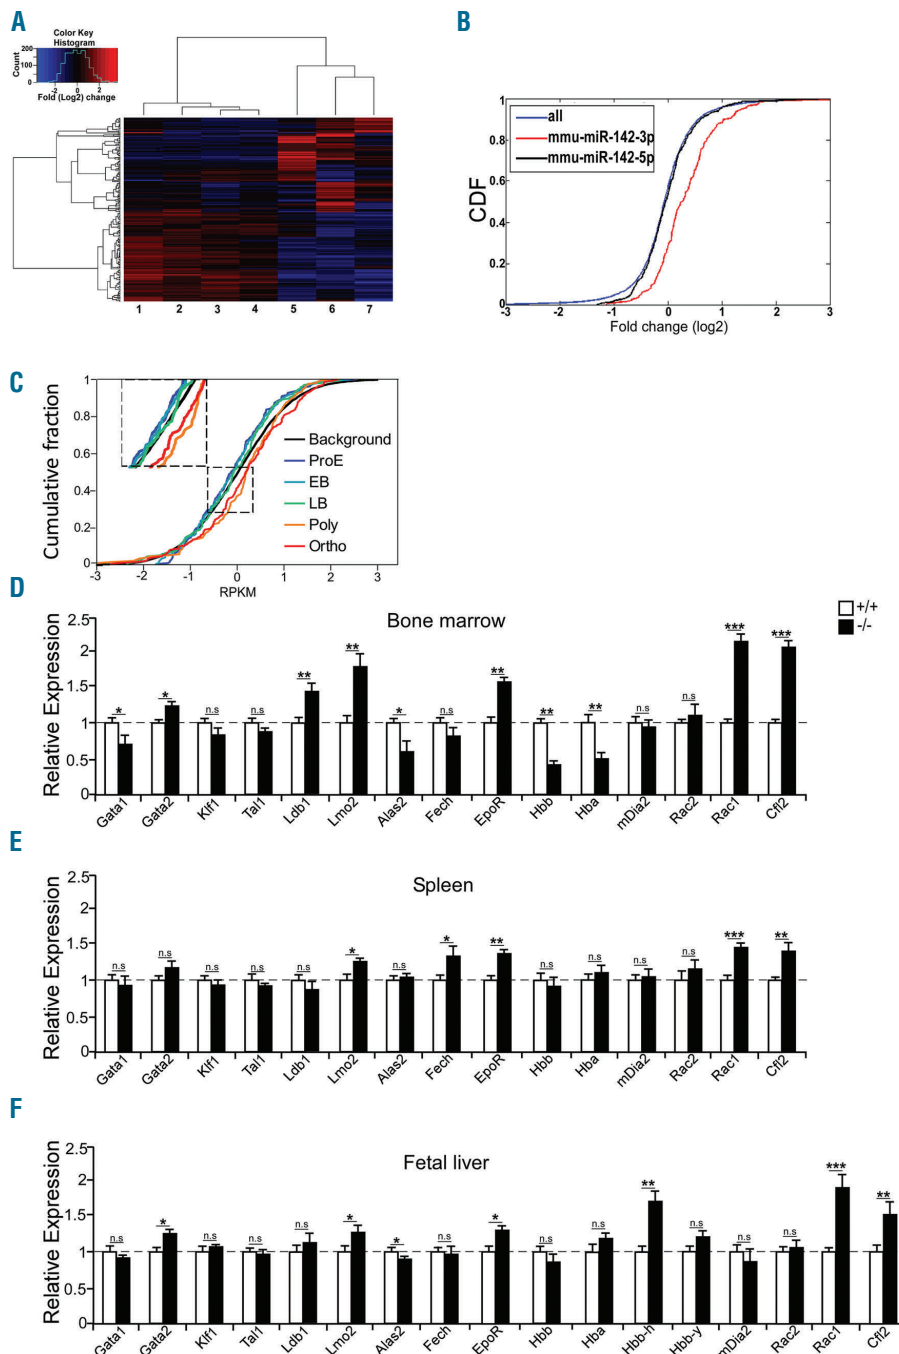 A
Color Key
Histogram
Count
200
100
0
-2 0 2
Fold (Log2) change
1 2 3 4 5 6 7
B
CDF
1
0.8
0.6
0.4
0.2
0
all
mmu-miR-142-3p
mmu-miR-142-5p
-3 -1 0 1 3
Fold change (log2)
C
Cumulative fraction
1
0.8
0.6
0.4
0.2
0
Background
ProE
EB
LB
Poly
Ortho
-3 -2 -1 0 1 2 3
RPKM
D
Bone marrow
+/+
-/-
Relative Expression
2.5
2
1.5
1
0.5
0
* * n.s n.s ** ** * n.s ** ** ** n.s n.s *** ***
Gata1 Gata2 Klf1 Tal1 Ldb1 Lmo2 Alas2 Fech EpoR Hbb Hba mDia2 Rac2 Rac1 Cfl2
E
Spleen
Relative Expression
2.5
2
1.5
1
0.5
0
n.s n.s n.s n.s n.s * n.s * ** n.s n.s n.s n.s *** **
Gata1 Gata2 Klf1 Tal1 Ldb1 Lmo2 Alas2 Fech EpoR Hbb Hba mDia2 Rac2 Rac1 Cfl2
F
Fetal liver
Relative Expression
2.5
2
1.5
1
0.5
0
n.s * n.s n.s n.s * * n.s * n.s n.s ** n.s n.s n.s *** **
Gata1 Gata2 Klf1 Tal1 Ldb1 Lmo2 Alas2 Fech EpoR Hbb Hba Hbb-h Hbb-y mDia2 Rac2 Rac1 Cfl2